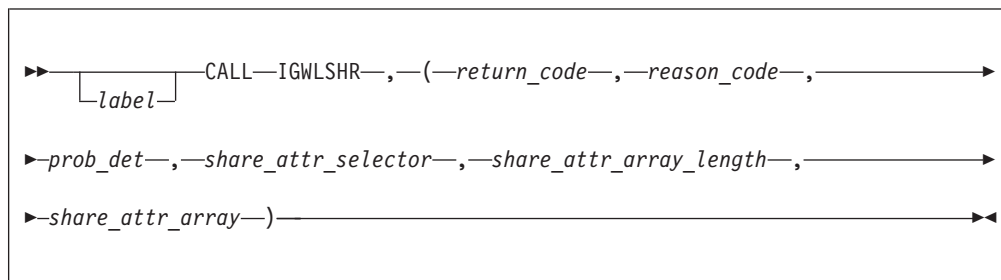 CALL IGWLSHR , ( return_code , reason_code ,
label
prob_det , share_attr_selector , share_attr_array_length ,
share_attr_array )